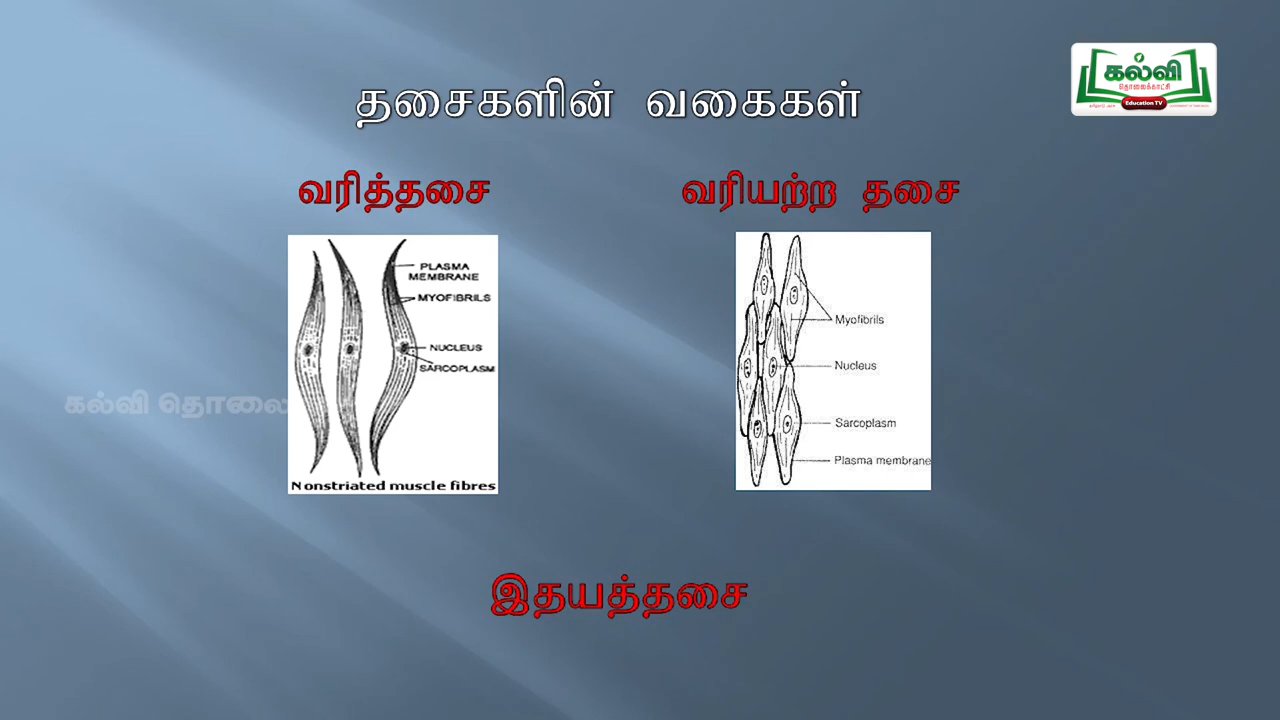 தசைகளின் வகைகள்
கல்வி
தொலைக்காட்சி
Education TV
வரித்தசை
வரியற்ற தசை
PLASMA
MEMBRANE
MYOFIBRILS
NUCLEUS
SARCOPLASM
Nonstriated muscle fibres
Myofibrils
Nucleus
Sarcoplasm
Plasma membrane
கல்வி தொலை
இதயத்தசை